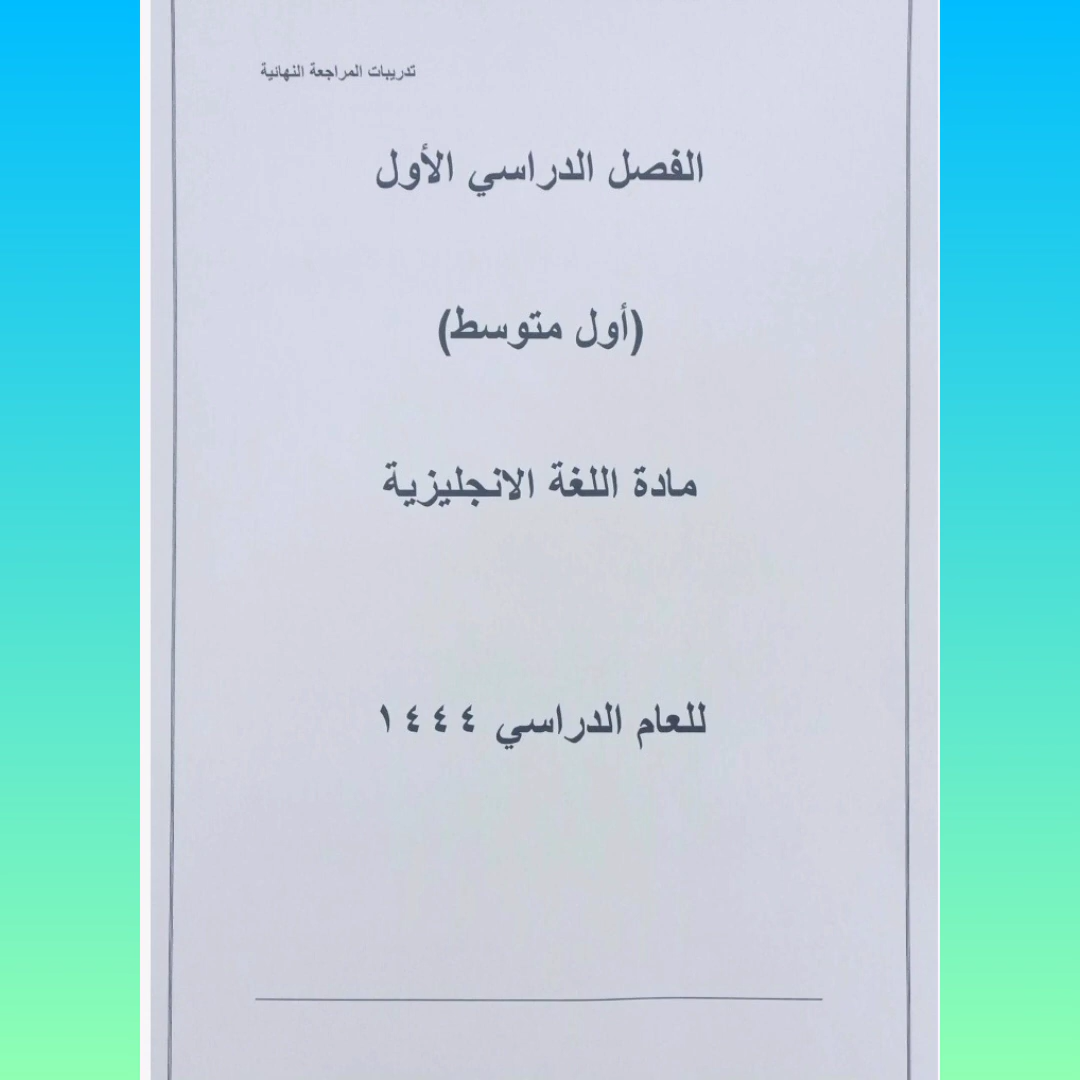 تدريبات المراجعة النهائية
الفصل الدراسي الأول
(أول متوسط)
مادة اللغة الانجليزية
للعام الدراسي ١٤٤٤